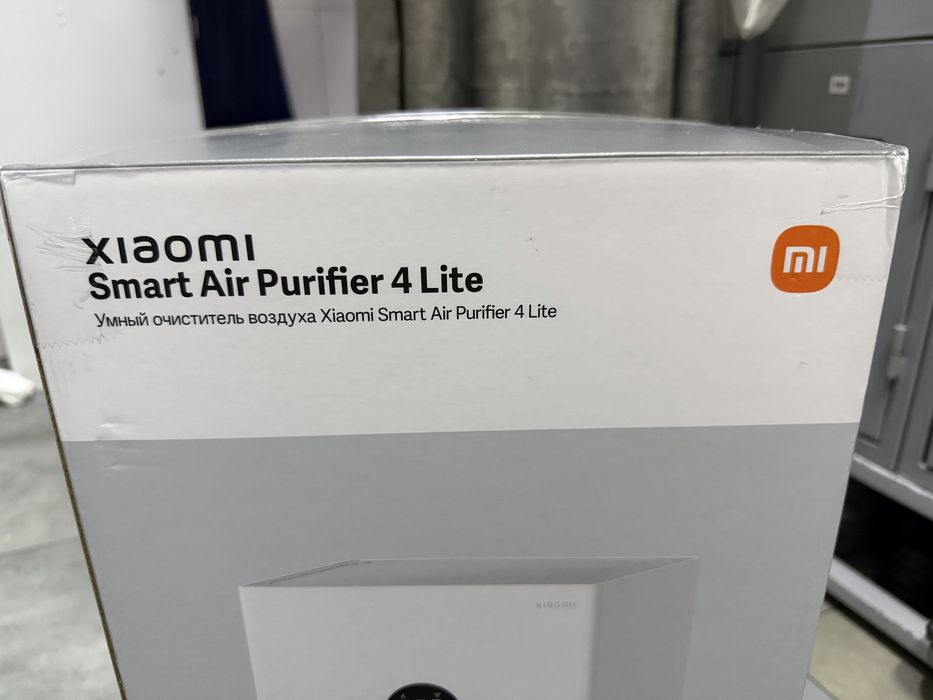 xiaomi
Smart Air Purifier 4 Lite
Умный очиститель воздуха Xiaomi Smart Air Purifier 4 Lite
mi
xiaomi